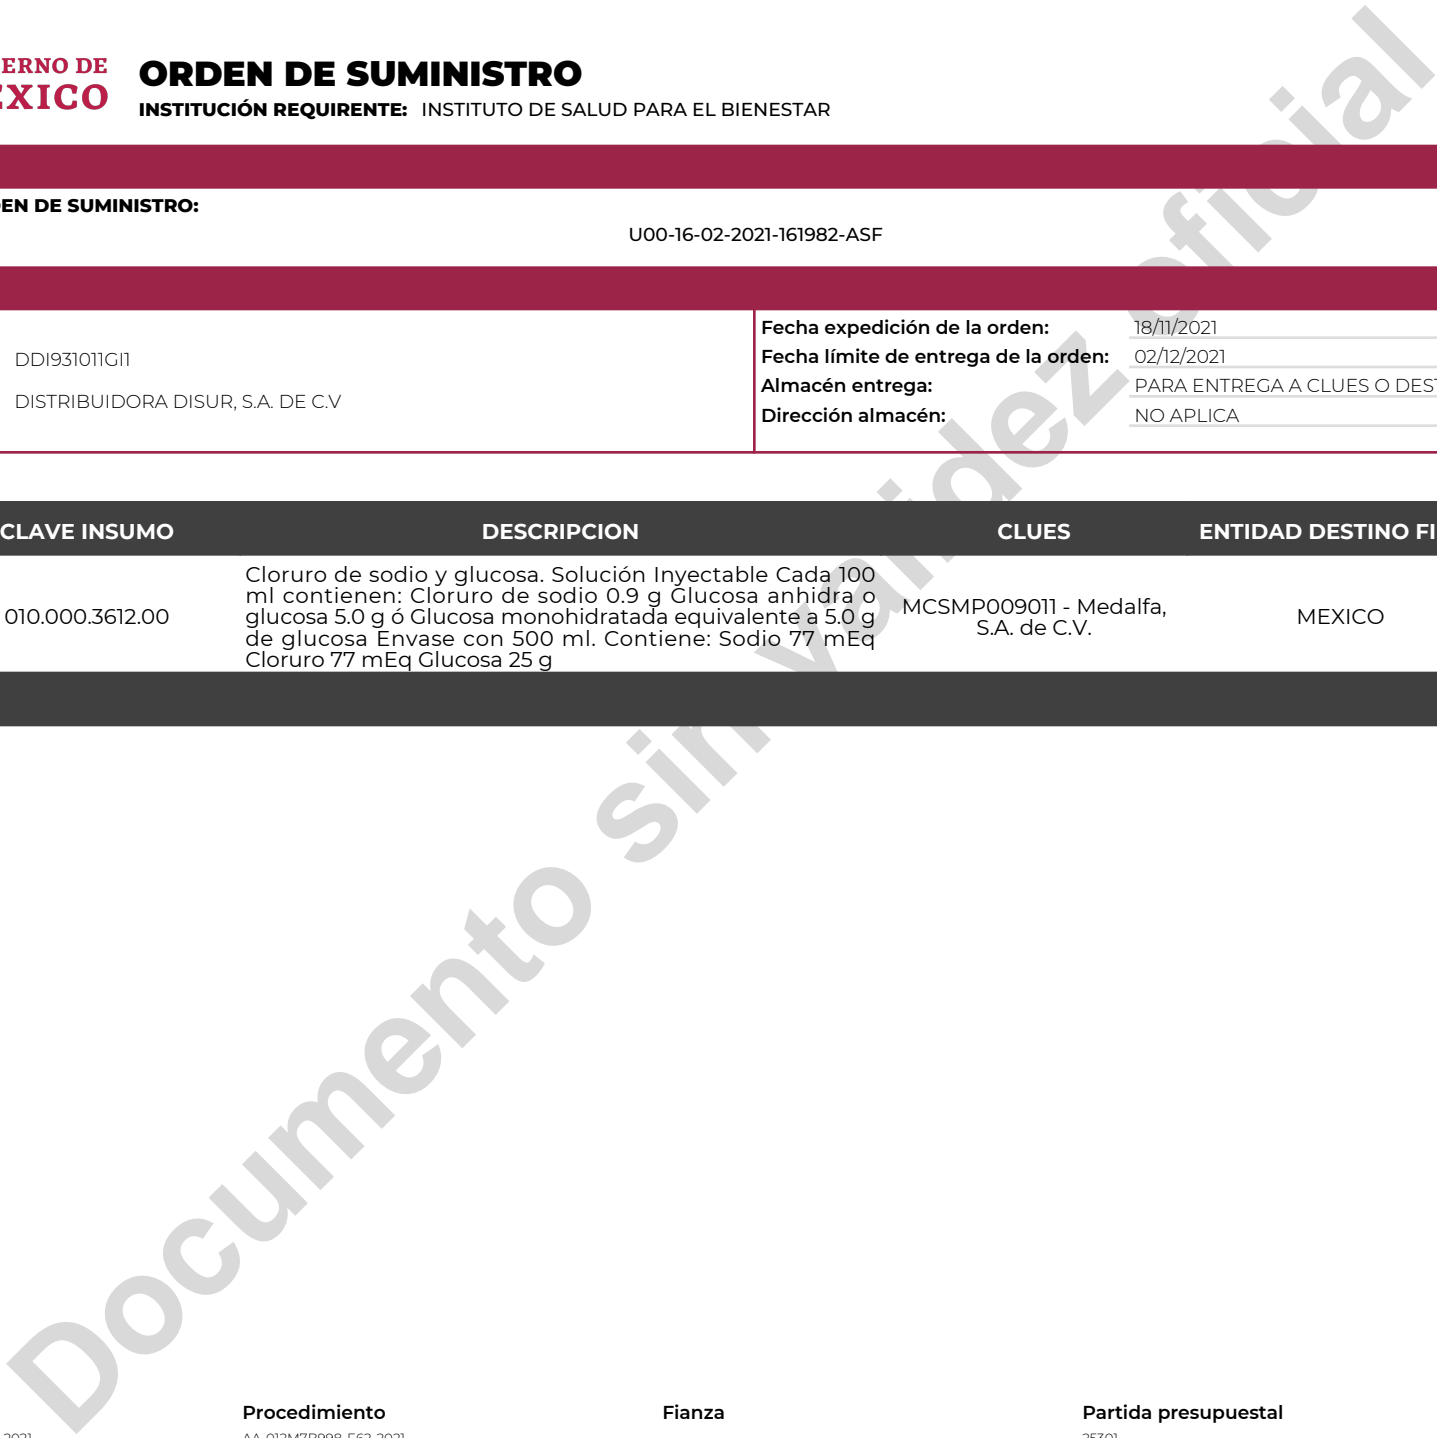 ERNO DE
EXICO
ORDEN DE SUMINISTRO
INSTITUCIÓN REQUIRENTE: INSTITUTO DE SALUD PARA EL BIENESTAR
EN DE SUMINISTRO:
U00-16-02-2021-161982-ASF
DDI931011GI1
DISTRIBUIDORA DISUR, S.A. DE C.V
Fecha expedición de la orden: 18/11/2021
Fecha límite de entrega de la orden: 02/12/2021
Almacén entrega: PARA ENTREGA A CLUES O DEST
Dirección almacén: NO APLICA
CLAVE INSUMO DESCRIPCION CLUES ENTIDAD DESTINO FI
010.000.3612.00
Cloruro de sodio y glucosa. Solución Inyectable Cada 100
ml contienen: Cloruro de sodio 0.9 g Glucosa anhidra o
glucosa 5.0 g ó Glucosa monohidratada equivalente a 5.0 g
de glucosa Envase con 500 ml. Contiene: Sodio 77 mEq
Cloruro 77 mEq Glucosa 25 g
MCSMP009011 - Medalfa,
S.A. de C.V.
MEXICO
Documento sin validez oficial
Procedimiento Fianza Partida presupuestal